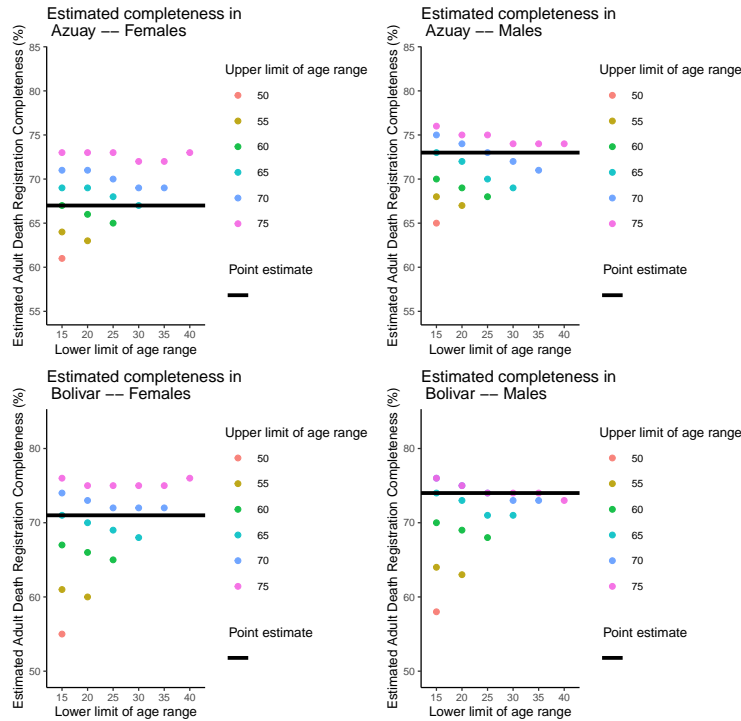 Estimated completeness in
Azuay −− Females
Estimated Adult Death Registration Completeness (%)
85
80
75
70
65
60
55
15 20 25 30 35 40
Lower limit of age range
Upper limit of age range
50
55
60
65
70
75
Point estimate
Estimated completeness in
Azuay −− Males
Estimated Adult Death Registration Completeness (%)
85
80
75
70
65
60
55
15 20 25 30 35 40
Lower limit of age range
Upper limit of age range
50
55
60
65
70
75
Point estimate
Estimated completeness in
Bolivar −− Females
Estimated Adult Death Registration Completeness (%)
80
70
60
50
15 20 25 30 35 40
Lower limit of age range
Upper limit of age range
50
55
60
65
70
75
Point estimate
Estimated completeness in
Bolivar −− Males
Estimated Adult Death Registration Completeness (%)
80
70
60
50
15 20 25 30 35 40
Lower limit of age range
Upper limit of age range
50
55
60
65
70
75
Point estimate